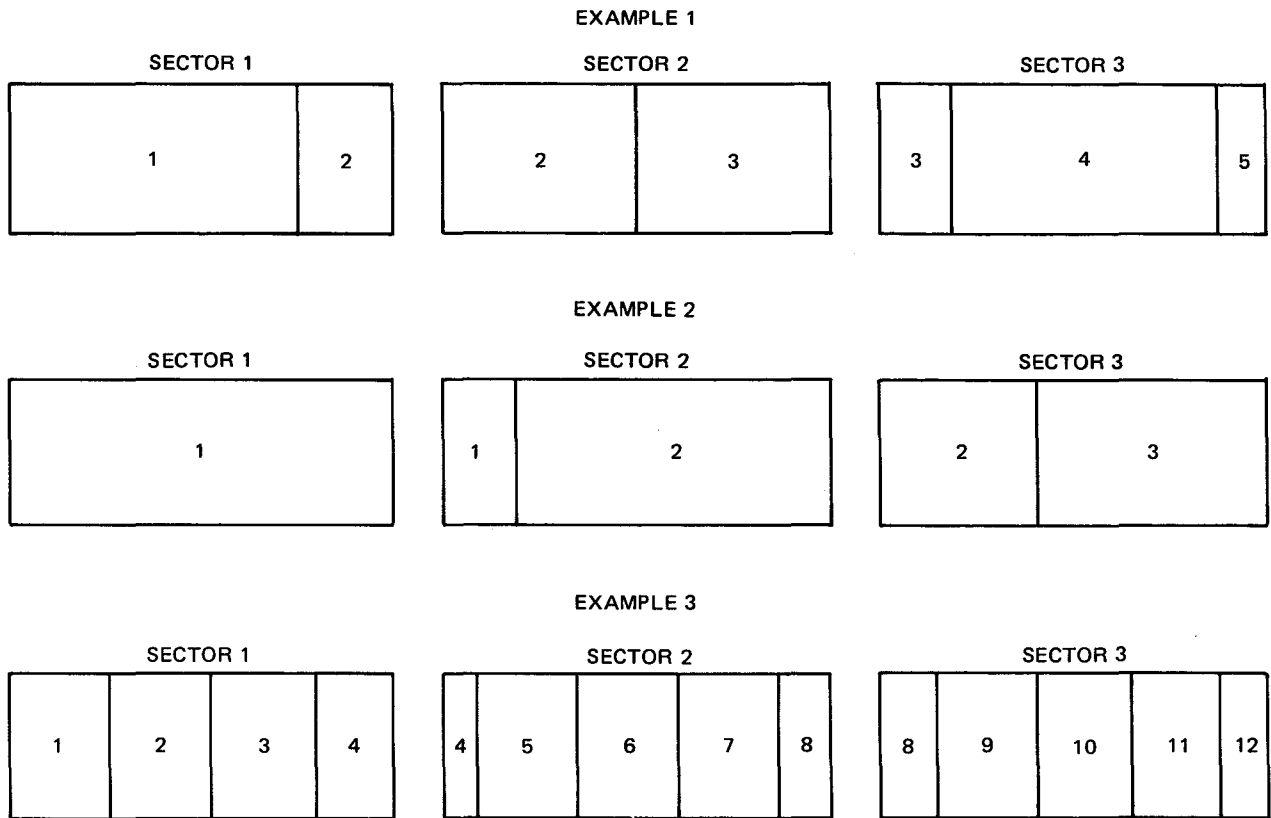 EXAMPLE 1
SECTOR 1 SECTOR 2 SECTOR 3
1 2 2 3 3 4 5
EXAMPLE 2
SECTOR 1 SECTOR 2 SECTOR 3
1 1 2 2 3
EXAMPLE 3
SECTOR 1 SECTOR 2 SECTOR 3
1 2 3 4 4 5 6 7 8 8 9 10 11 12